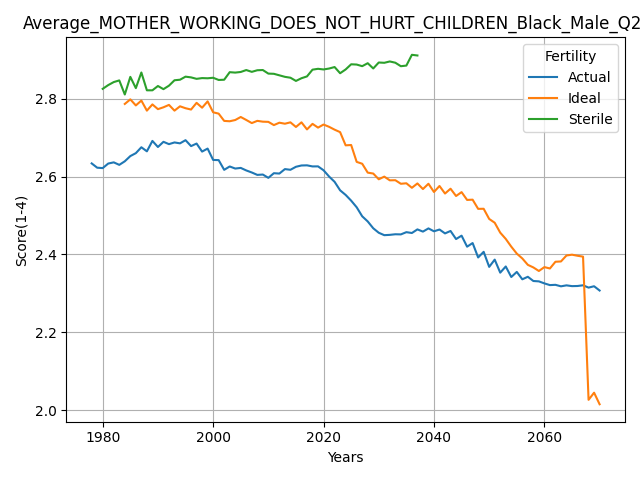 Average_MOTHER_WORKING_DOES_NOT_HURT_CHILDREN_Black_Male_Q2
Fertility
Actual
Ideal
Sterile
Score(1-4)
2.8
2.6
2.4
2.2
2.0
1980 2000 2020 2040 2060
Years